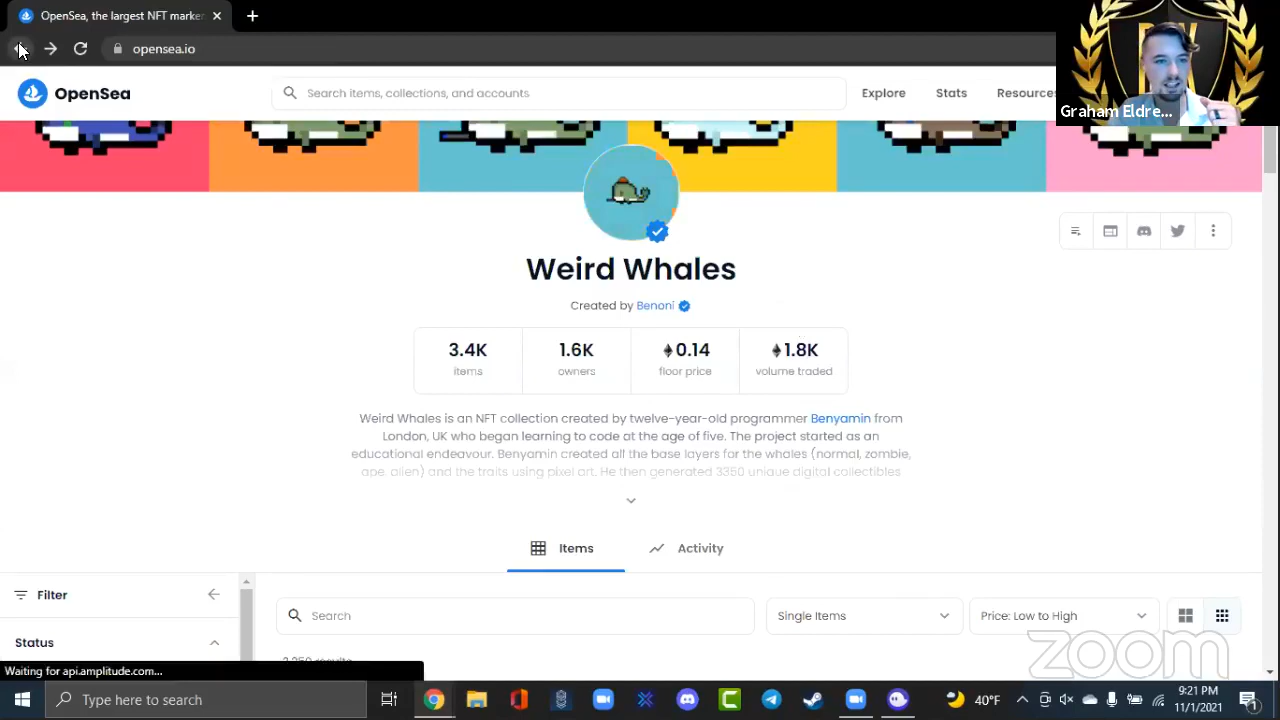 OpenSea, the largest NFT marke
opensea.io
OpenSea
Search items, collections, and accounts
Explore
Stats
Resources
Graham Eldre...
Weird Whales
Created by Benoni
3.4K
items
1.6K
owners
0.14
floor price
1.8K
volume traded
Weird Whales is an NFT collection created by twelve-year-old programmer Benyamin from
London, UK who began learning to code at the age of five. The project started as an
educational endeavour. Benyamin created all the base layers for the whales (normal, zombie,
ape, alien) and the traits using pixel art. He then generated 3350 unique digital collectibles
Items
Activity
Filter
Search
Single Items
Price: Low to High
Status
3,350 results
zoom
Waiting for api.amplitude.com...
Type here to search
40°F
9:21 PM
11/1/2021
1